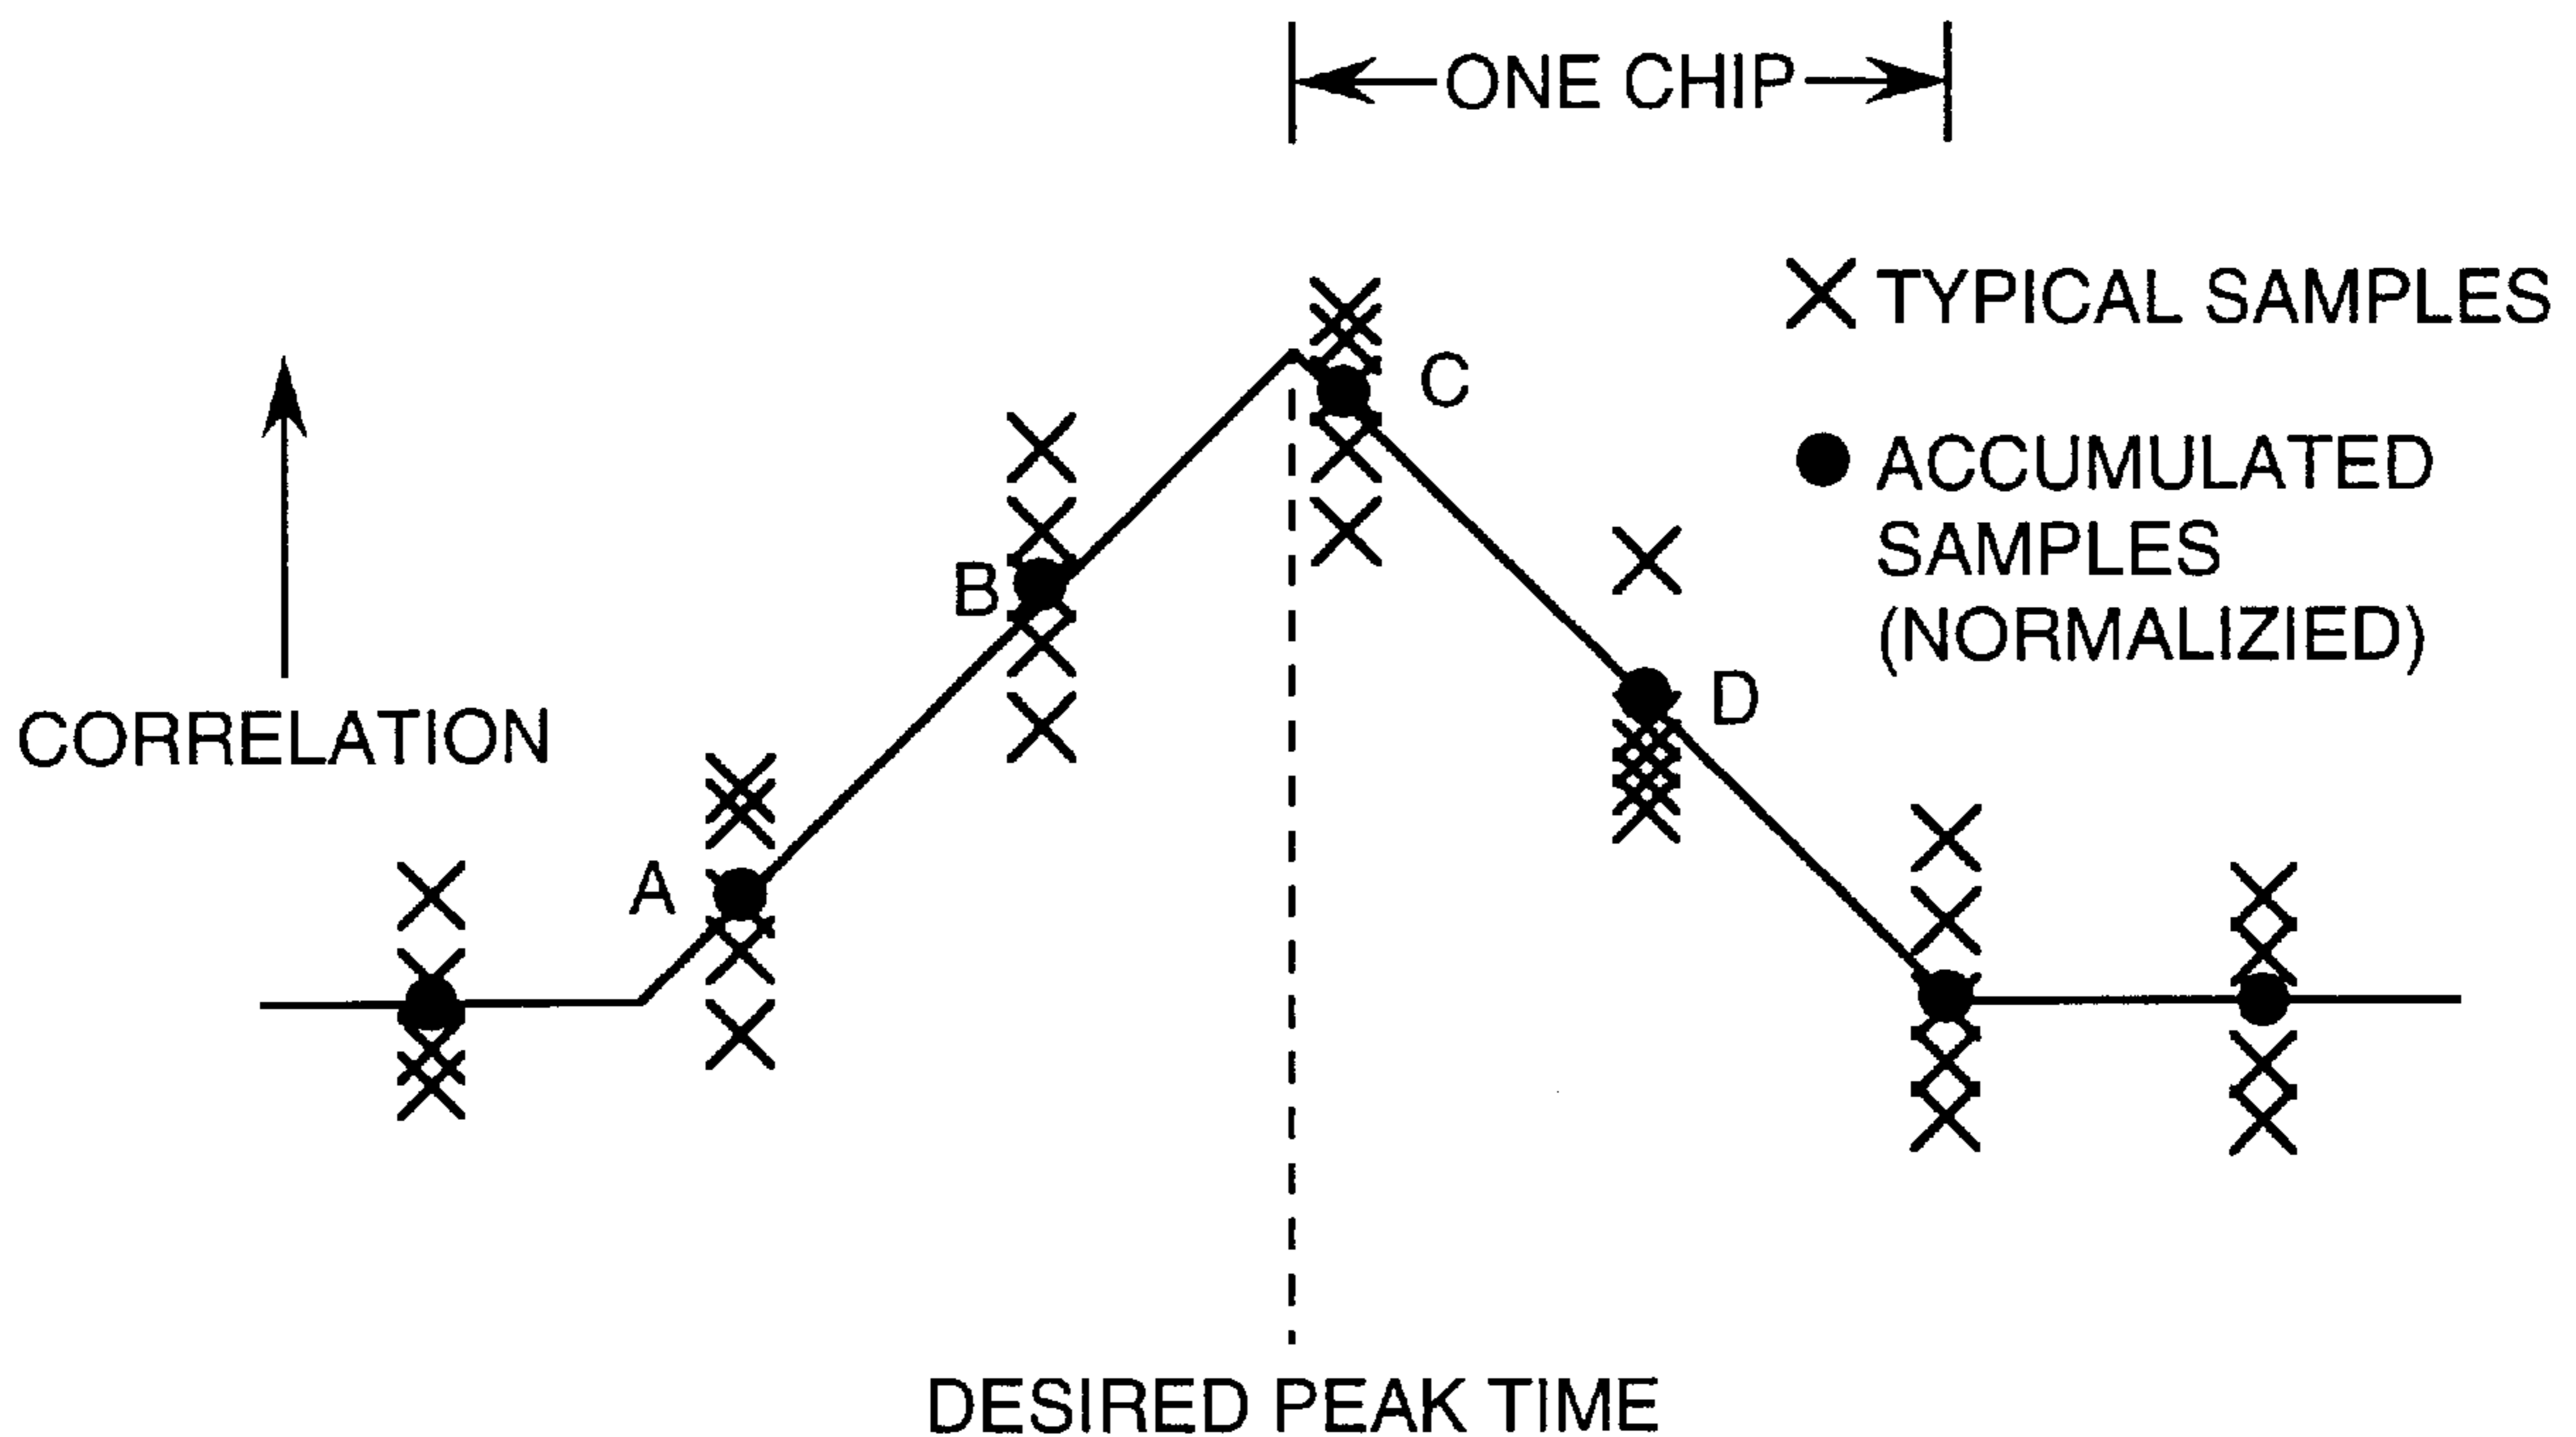 ONE CHIP
TYPICAL SAMPLES
C
ACCUMULATED
SAMPLES
(NORMALIZIED)
B
D
CORRELATION
A
DESIRED PEAK TIME